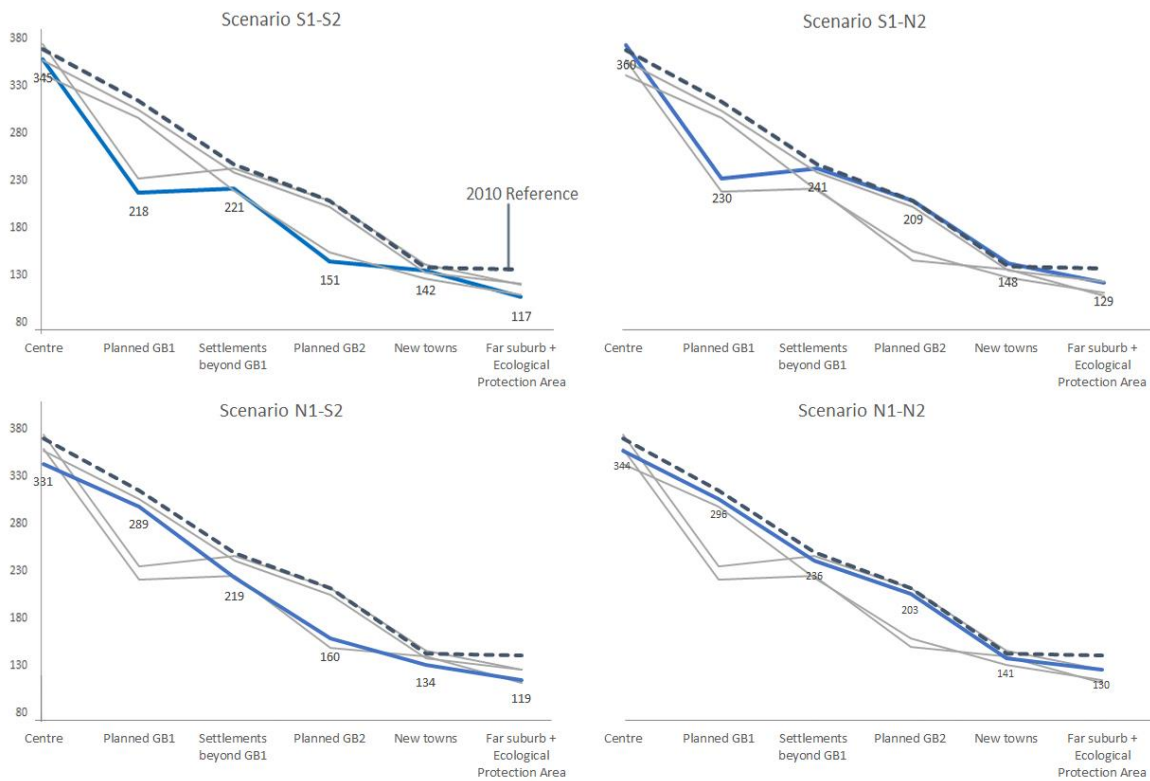 Scenario S1-S2
380
330
280
230
180
130
80
345
218
221
151
142
117
2010 Reference
Centre
Planned GB1
Settlements
beyond GB1
Planned GB2
New towns
Far suburb +
Ecological
Protection Area
Scenario S1-N2
360
230
241
209
148
129
Centre
Planned GB1
Settlements
beyond GB1
Planned GB2
New towns
Far suburb +
Ecological
Protection Area
Scenario N1-S2
380
330
280
230
180
130
80
331
289
219
160
134
119
Centre
Planned GB1
Settlements
beyond GB1
Planned GB2
New towns
Far suburb +
Ecological
Protection Area
Scenario N1-N2
344
296
236
203
141
130
Centre
Planned GB1
Settlements
beyond GB1
Planned GB2
New towns
Far suburb +
Ecological
Protection Area